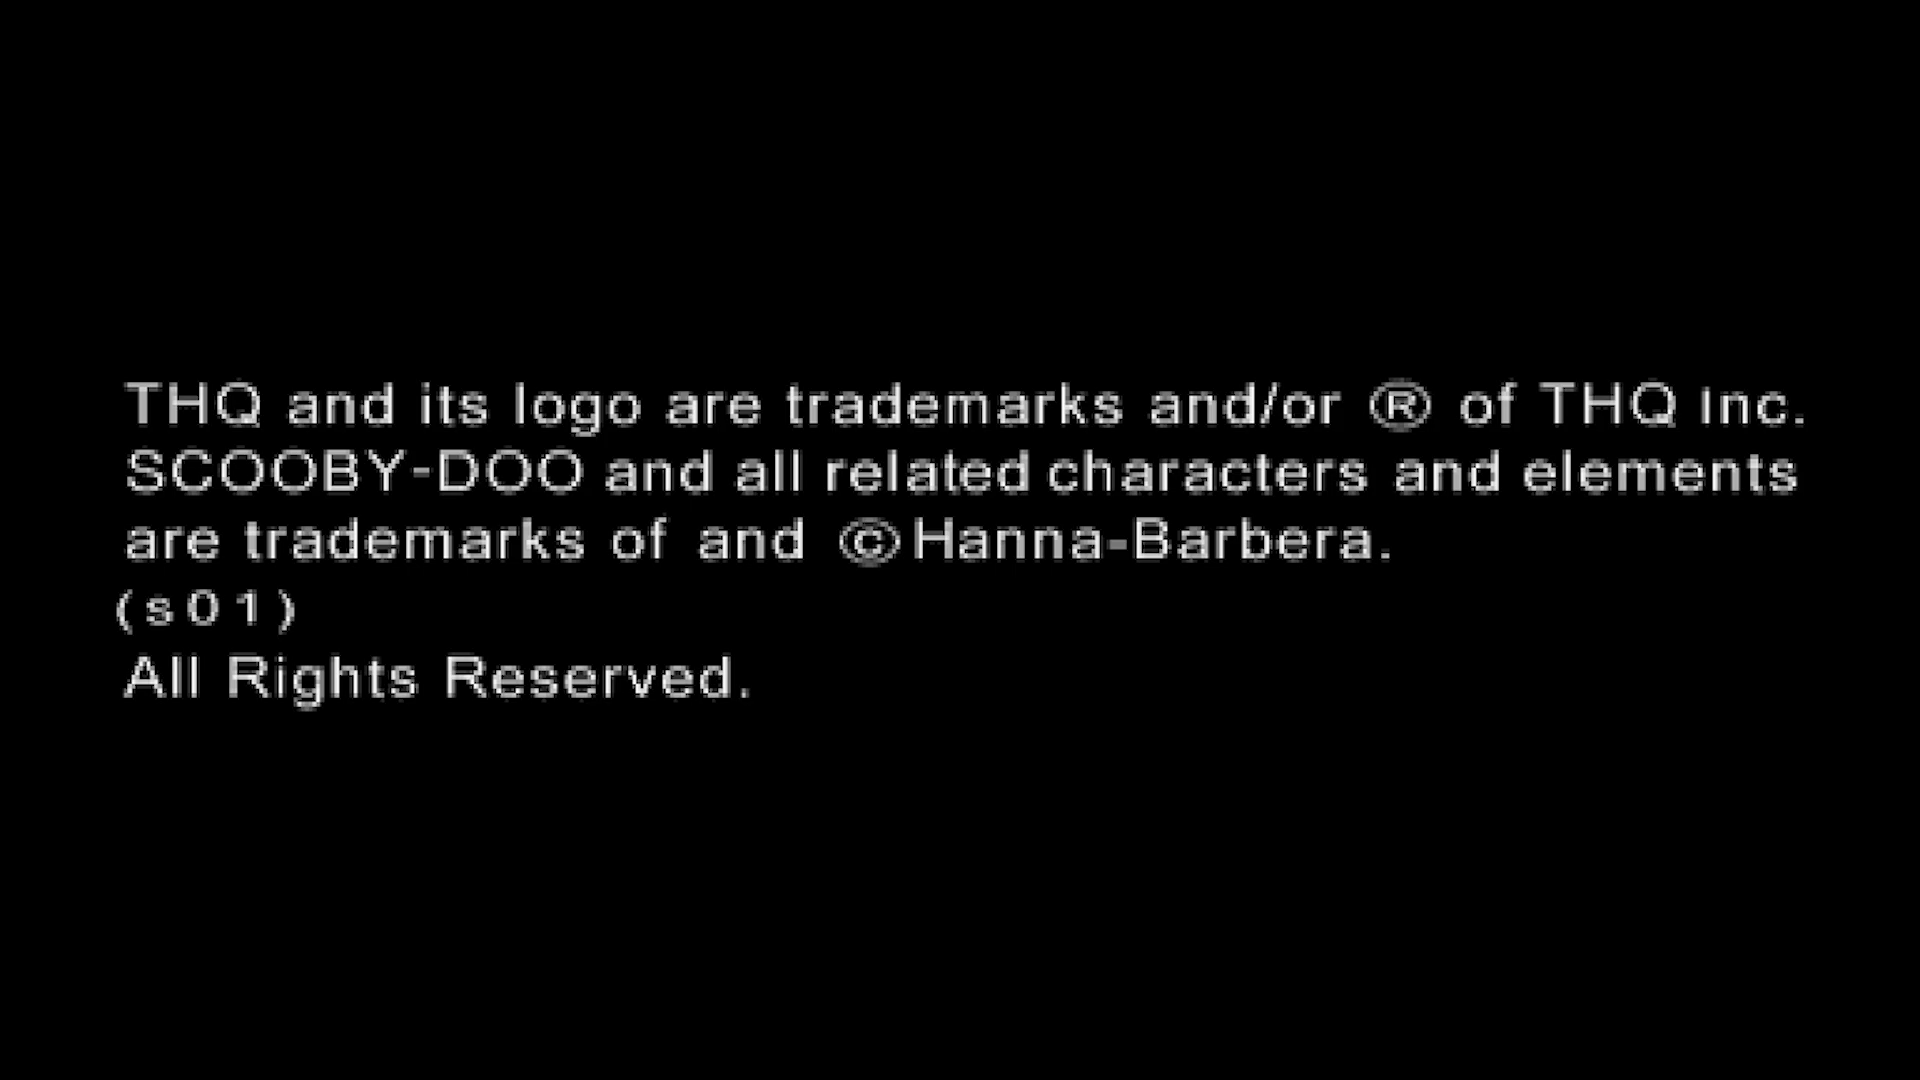 THQ and its logo are trademarks and/or ® of THQ Inc.
SCOOBY-DOO and all related characters and elements
are trademarks of and © Hanna-Barbera.
(s01)
All Rights Reserved.